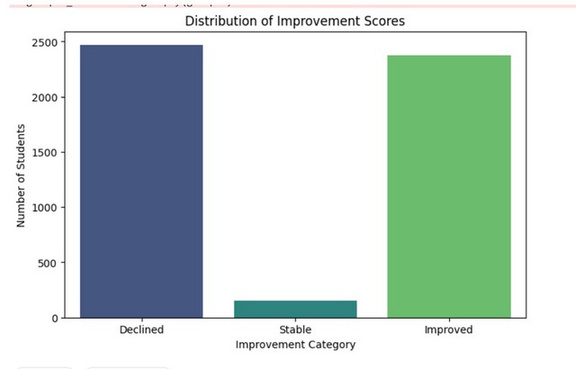 Distribution of Improvement Scores
2500
2000
1500
1000
500
0
Number of Students
Declined
Stable
Improved
Improvement Category